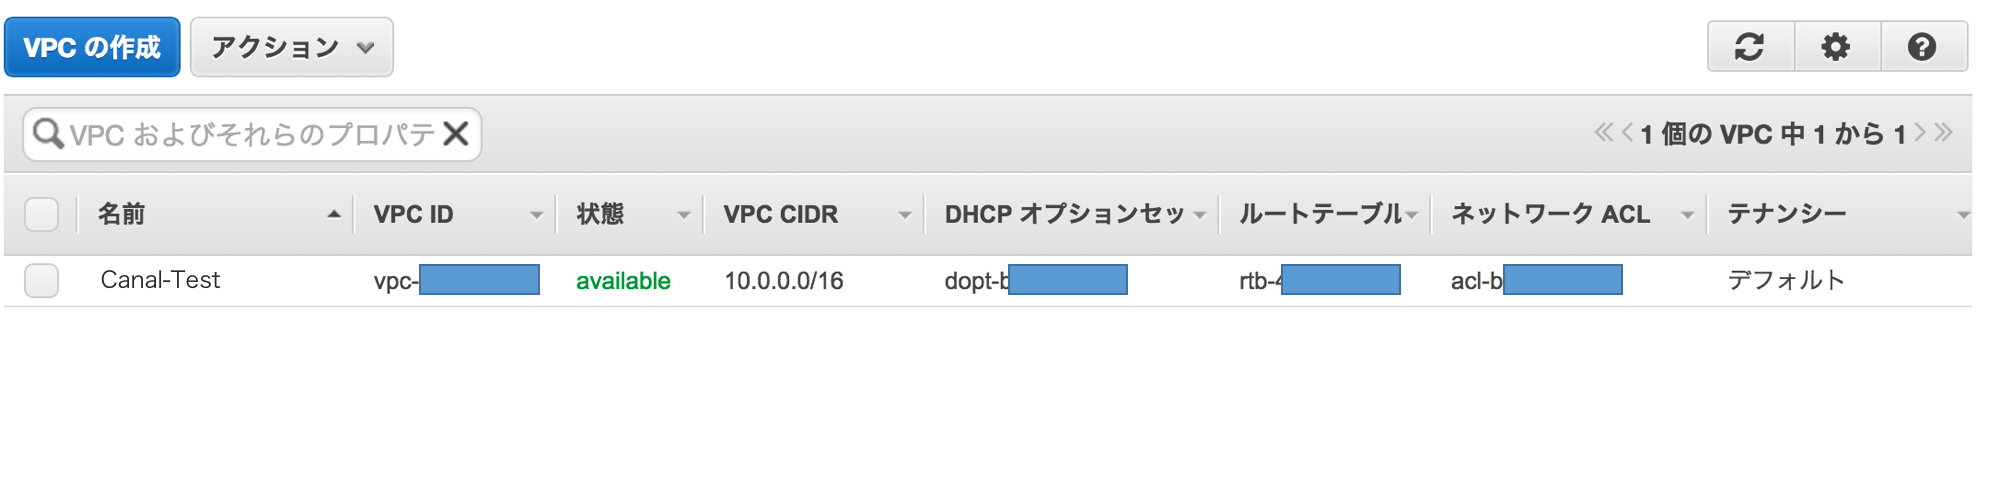 VPC の作成 アクション
VPC およびそれらのプロパテ 1 個の VPC 中 1 から 1
名前 VPC ID 状態 VPC CIDR DHCP オプションセッ ルートテーブル ネットワーク ACL テナンシー
Canal-Test vpc- available 10.0.0.0/16 dopt-b rtb-4 acl-b デフォルト